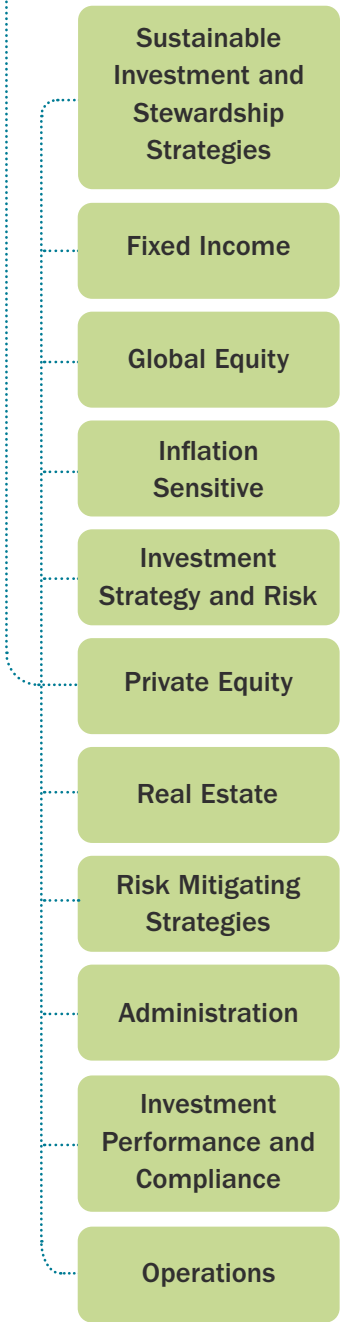 Sustainable
Investment and
Stewardship
Strategies
Fixed Income
Global Equity
Inflation
Sensitive
Investment
Strategy and Risk
Private Equity
Real Estate
Risk Mitigating
Strategies
Administration
Investment
Performance and
Compliance
Operations